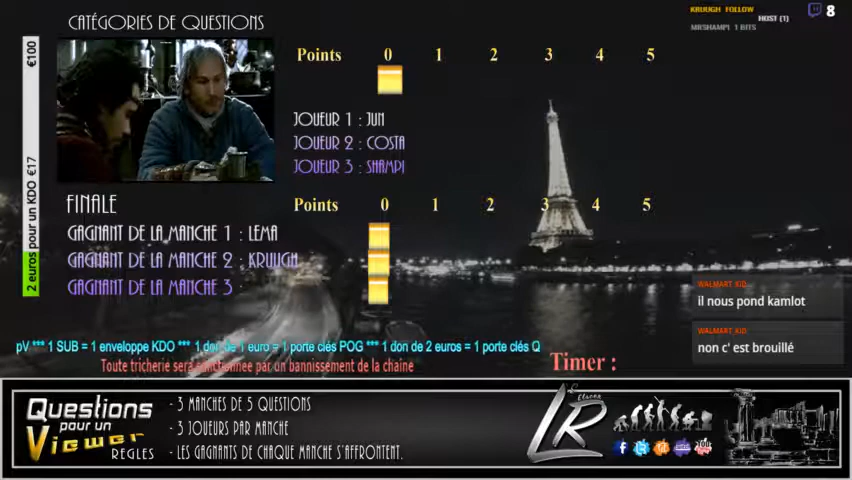 CATÉGORIES DE QUESTIONS
KRUUGH FOLLOW
HOST (1)
MRSHAMPI 1 BITS
8
€100
2 euros pour un KDO €17
Points 0 1 2 3 4 5
JOUEUR 1 : JUN
JOUEUR 2 : COSTA
JOUEUR 3 : SHAMPI
FINALE
Points 0 1 2 3 4 5
GAGNANT DE LA MANCHE 1 : LEMA
GAGNANT DE LA MANCHE 2 : KRUUGH
GAGNANT DE LA MANCHE 3 :
WALMART_KID
il nous pond kamlot
WALMART_KID
non c' est brouillé
pV *** 1 SUB = 1 enveloppe KDO *** 1 don de 1 euro = 1 porte clés POG *** 1 don de 2 euros = 1 porte clés Q
Toute tricherie sera sanctionnee par un bannissement de la chaine
Timer :
Questions
pour un
Viewer
REGLES
- 3 MANCHES DE 5 QUESTIONS
- 3 JOUEURS PAR MANCHE
- LES GAGNANTS DE CHAQUE MANCHE S'AFFRONTENT.
LR